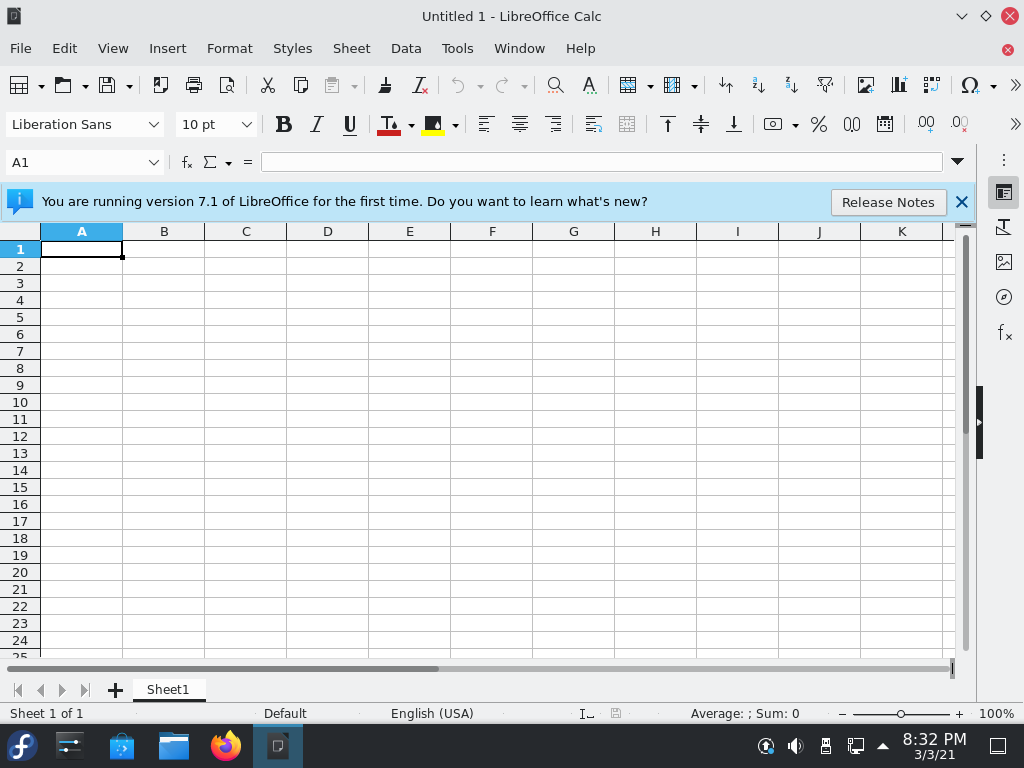 Untitled 1 - LibreOffice Calc
File Edit View Insert Format Styles Sheet Data Tools Window Help
Liberation Sans 10 pt
A1
You are running version 7.1 of LibreOffice for the first time. Do you want to learn what's new? Release Notes
A B C D E F G H I J K
1
2
3
4
5
6
7
8
9
10
11
12
13
14
15
16
17
18
19
20
21
22
23
24
25
Sheet1
Sheet 1 of 1 Default English (USA) Average: ; Sum: 0 100%
8:32 PM
3/3/21